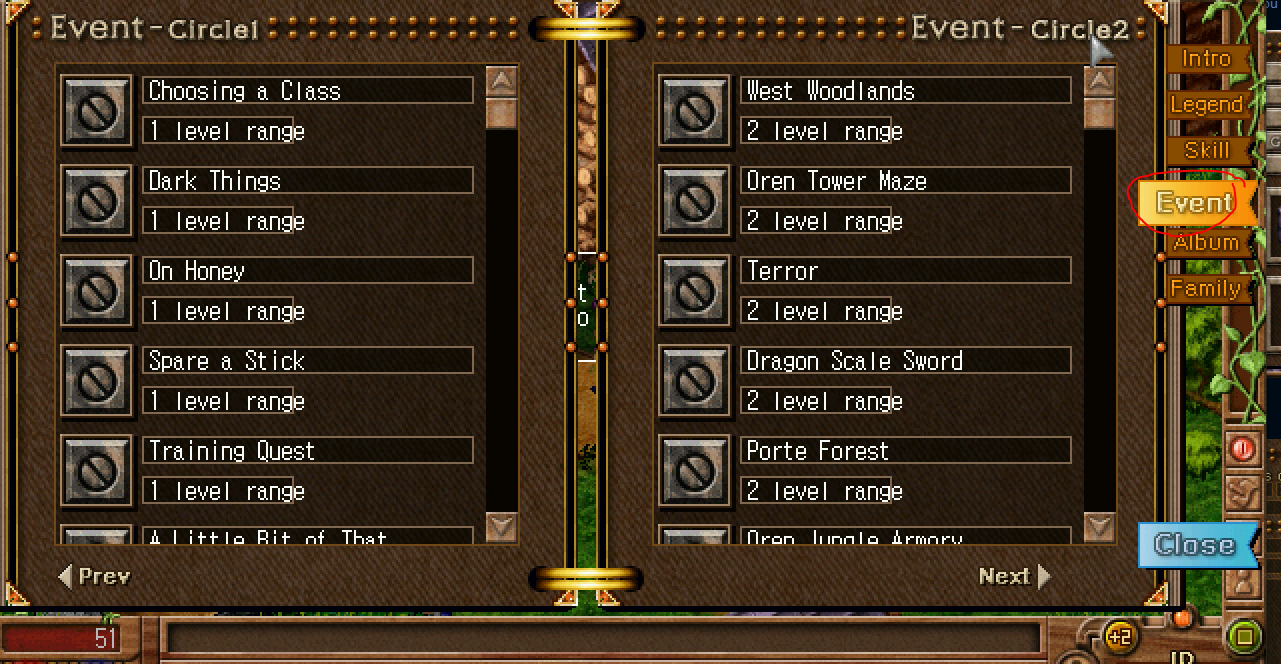 Event - Circle1
Choosing a Class
1 level range
Dark Things
1 level range
On Honey
1 level range
Spare a Stick
1 level range
Training Quest
1 level range
A Little Bit of That
Prev
t
o
Event - Circle2
West Woodlands
2 level range
Oren Tower Maze
2 level range
Terror
2 level range
Dragon Scale Sword
2 level range
Porte Forest
2 level range
Oren Jungle Armory
Next
Intro
Legend
Skill
Event
Album
Family
Close
51
+2